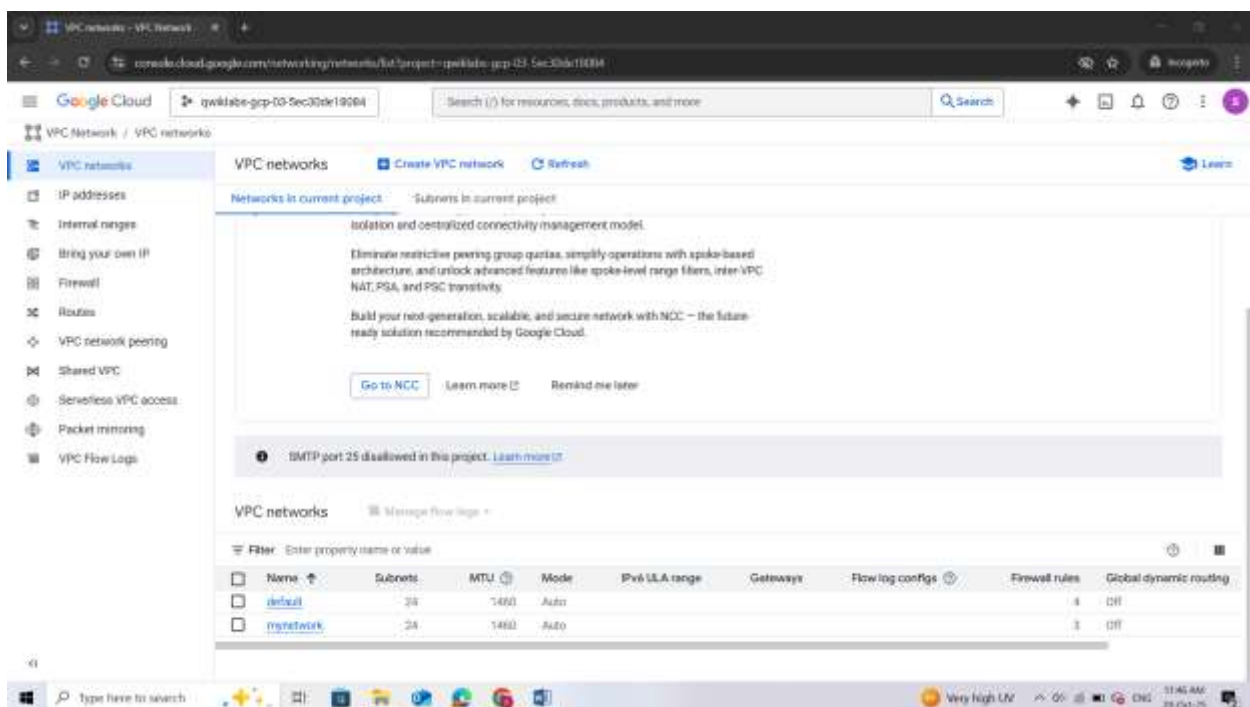 VPC networks – VPC Network
console.cloud.google.com/networking/networks/list?project=qwiklabs-gcp-03-5ec30de18084
Incognito
Google Cloud
qwiklabs-gcp-03-5ec30de18084
Search (/) for resources, docs, products, and more
Search
S
VPC Network / VPC networks
VPC networks
IP addresses
Internal ranges
Bring your own IP
Firewall
Routes
VPC network peering
Shared VPC
Serverless VPC access
Packet mirroring
VPC Flow Logs
VPC networks
Create VPC network
Refresh
Learn
Networks in current project
Subnets in current project
isolation and centralized connectivity management model.
Eliminate restrictive peering group quotas, simplify operations with spoke-based
architecture, and unlock advanced features like spoke-level range filters, inter-VPC
NAT, PSA, and PSC transitivity.
Build your next-generation, scalable, and secure network with NCC – the future-
ready solution recommended by Google Cloud.
Go to NCC
Learn more
Remind me later
SMTP port 25 disallowed in this project. Learn more
VPC networks
Manage flow logs
Filter Enter property name or value
Name Subnets MTU Mode IPv6 ULA range Gateways Flow log configs Firewall rules Global dynamic routing
default 24 1460 Auto 4 Off
mynetwork 24 1460 Auto 3 Off
Type here to search
Very high UV
ENG
11:46 AM